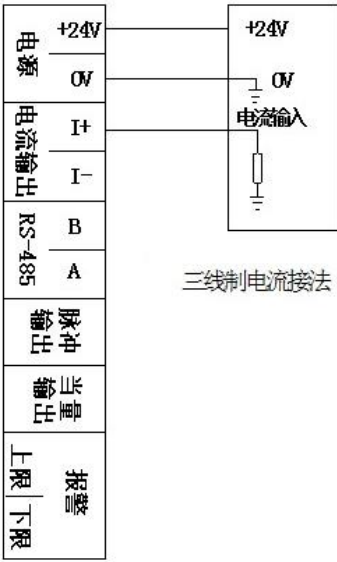 电源
+24V
0V
电流输出
I+
I-
RS-485
B
A
脉冲
输出
当量
输出
报警
上限
下限
+24V
0V
电流输入
三线制电流接法